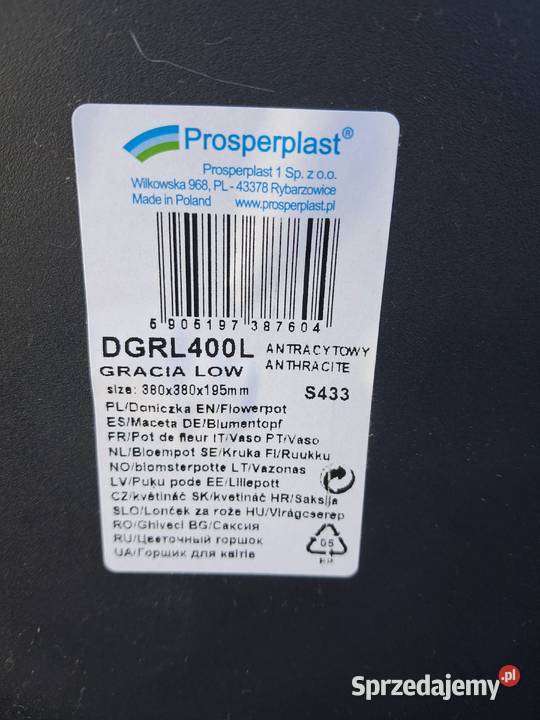 Prosperplast®
Prosperplast 1 Sp. z o.o.
Wilkowska 968, PL - 43378 Rybarzowice
Made in Poland www.prosperplast.pl
5 905197 387604
DGRL400L ANTRACYTOWY
GRACIA LOW ANTHRACITE
size: 380x380x195mm S433
PL/Doniczka EN/Flowerpot
ES/Maceta DE/Blumentopf
FR/Pot de fleur IT/Vaso PT/Vaso
NL/Bloempot SE/Kruka FI/Ruukku
NO/blomsterpotte LT/Vazonas
LV/Puķu pode EE/Lillepott
CZ/květináč SK/kvetináč HR/Saksija
SLO/Lonček za rože HU/Virágcserep
RO/Ghiveci BG/Саксия
RU/Цветочный горшок
UA/Горщик для квітів
05
PP
Sprzedajemy.pl